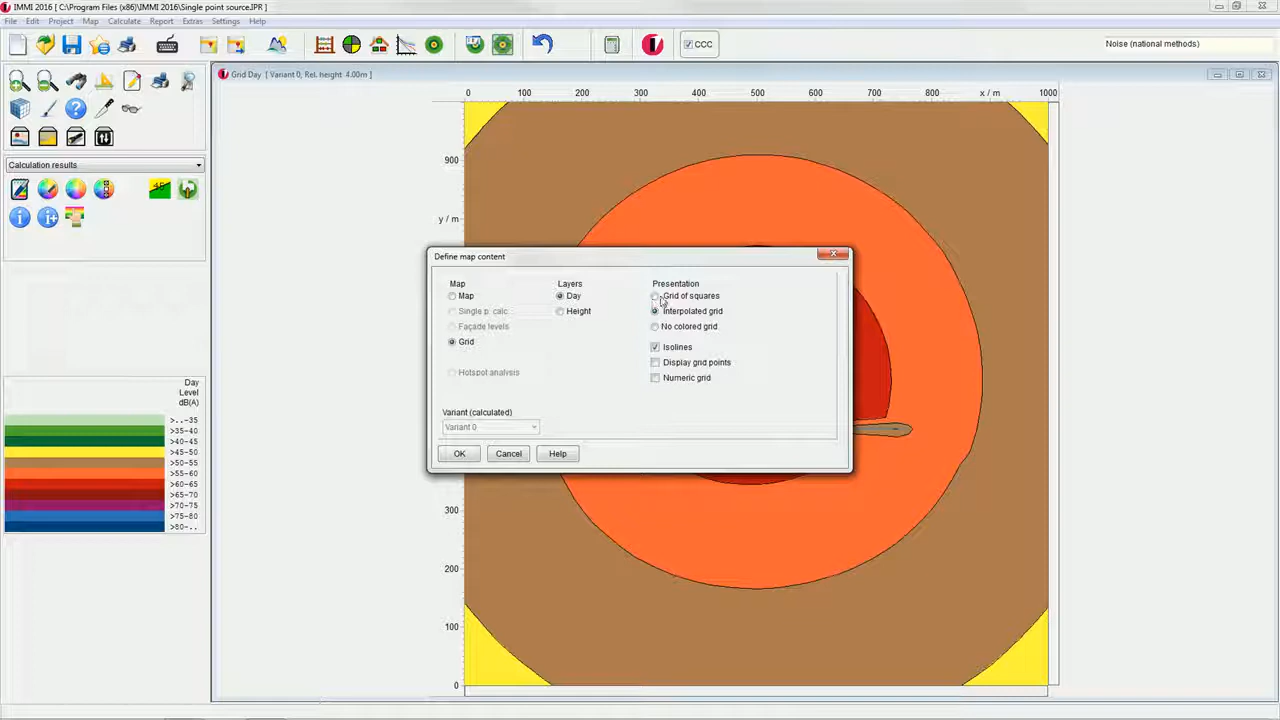 IMMI 2016 [ C:\Program Files (x86)\IMMI 2016\Single point source.IPR ]
File Edit Project Map Calculate Report Extras Settings Help
CCC
Noise (national methods)
Grid Day [ Variant 0, Rel. height 4.00m ]
0 100 200 300 400 500 600 700 800 x / m 1000
Calculation results
45
900
y / m
Define map content
Map
Layers
Presentation
Map
Day
Grid of squares
Single p. calc...
Height
Interpolated grid
Façade levels
No colored grid
Grid
Isolines
Display grid points
Hotspot analysis
Numeric grid
Variant (calculated)
Variant 0
OK
Cancel
Help
Day
Level
dB(A)
>..-35
>35-40
>40-45
>45-50
>50-55
>55-60
>60-65
>65-70
>70-75
>75-80
>80-..
300
200
100
0